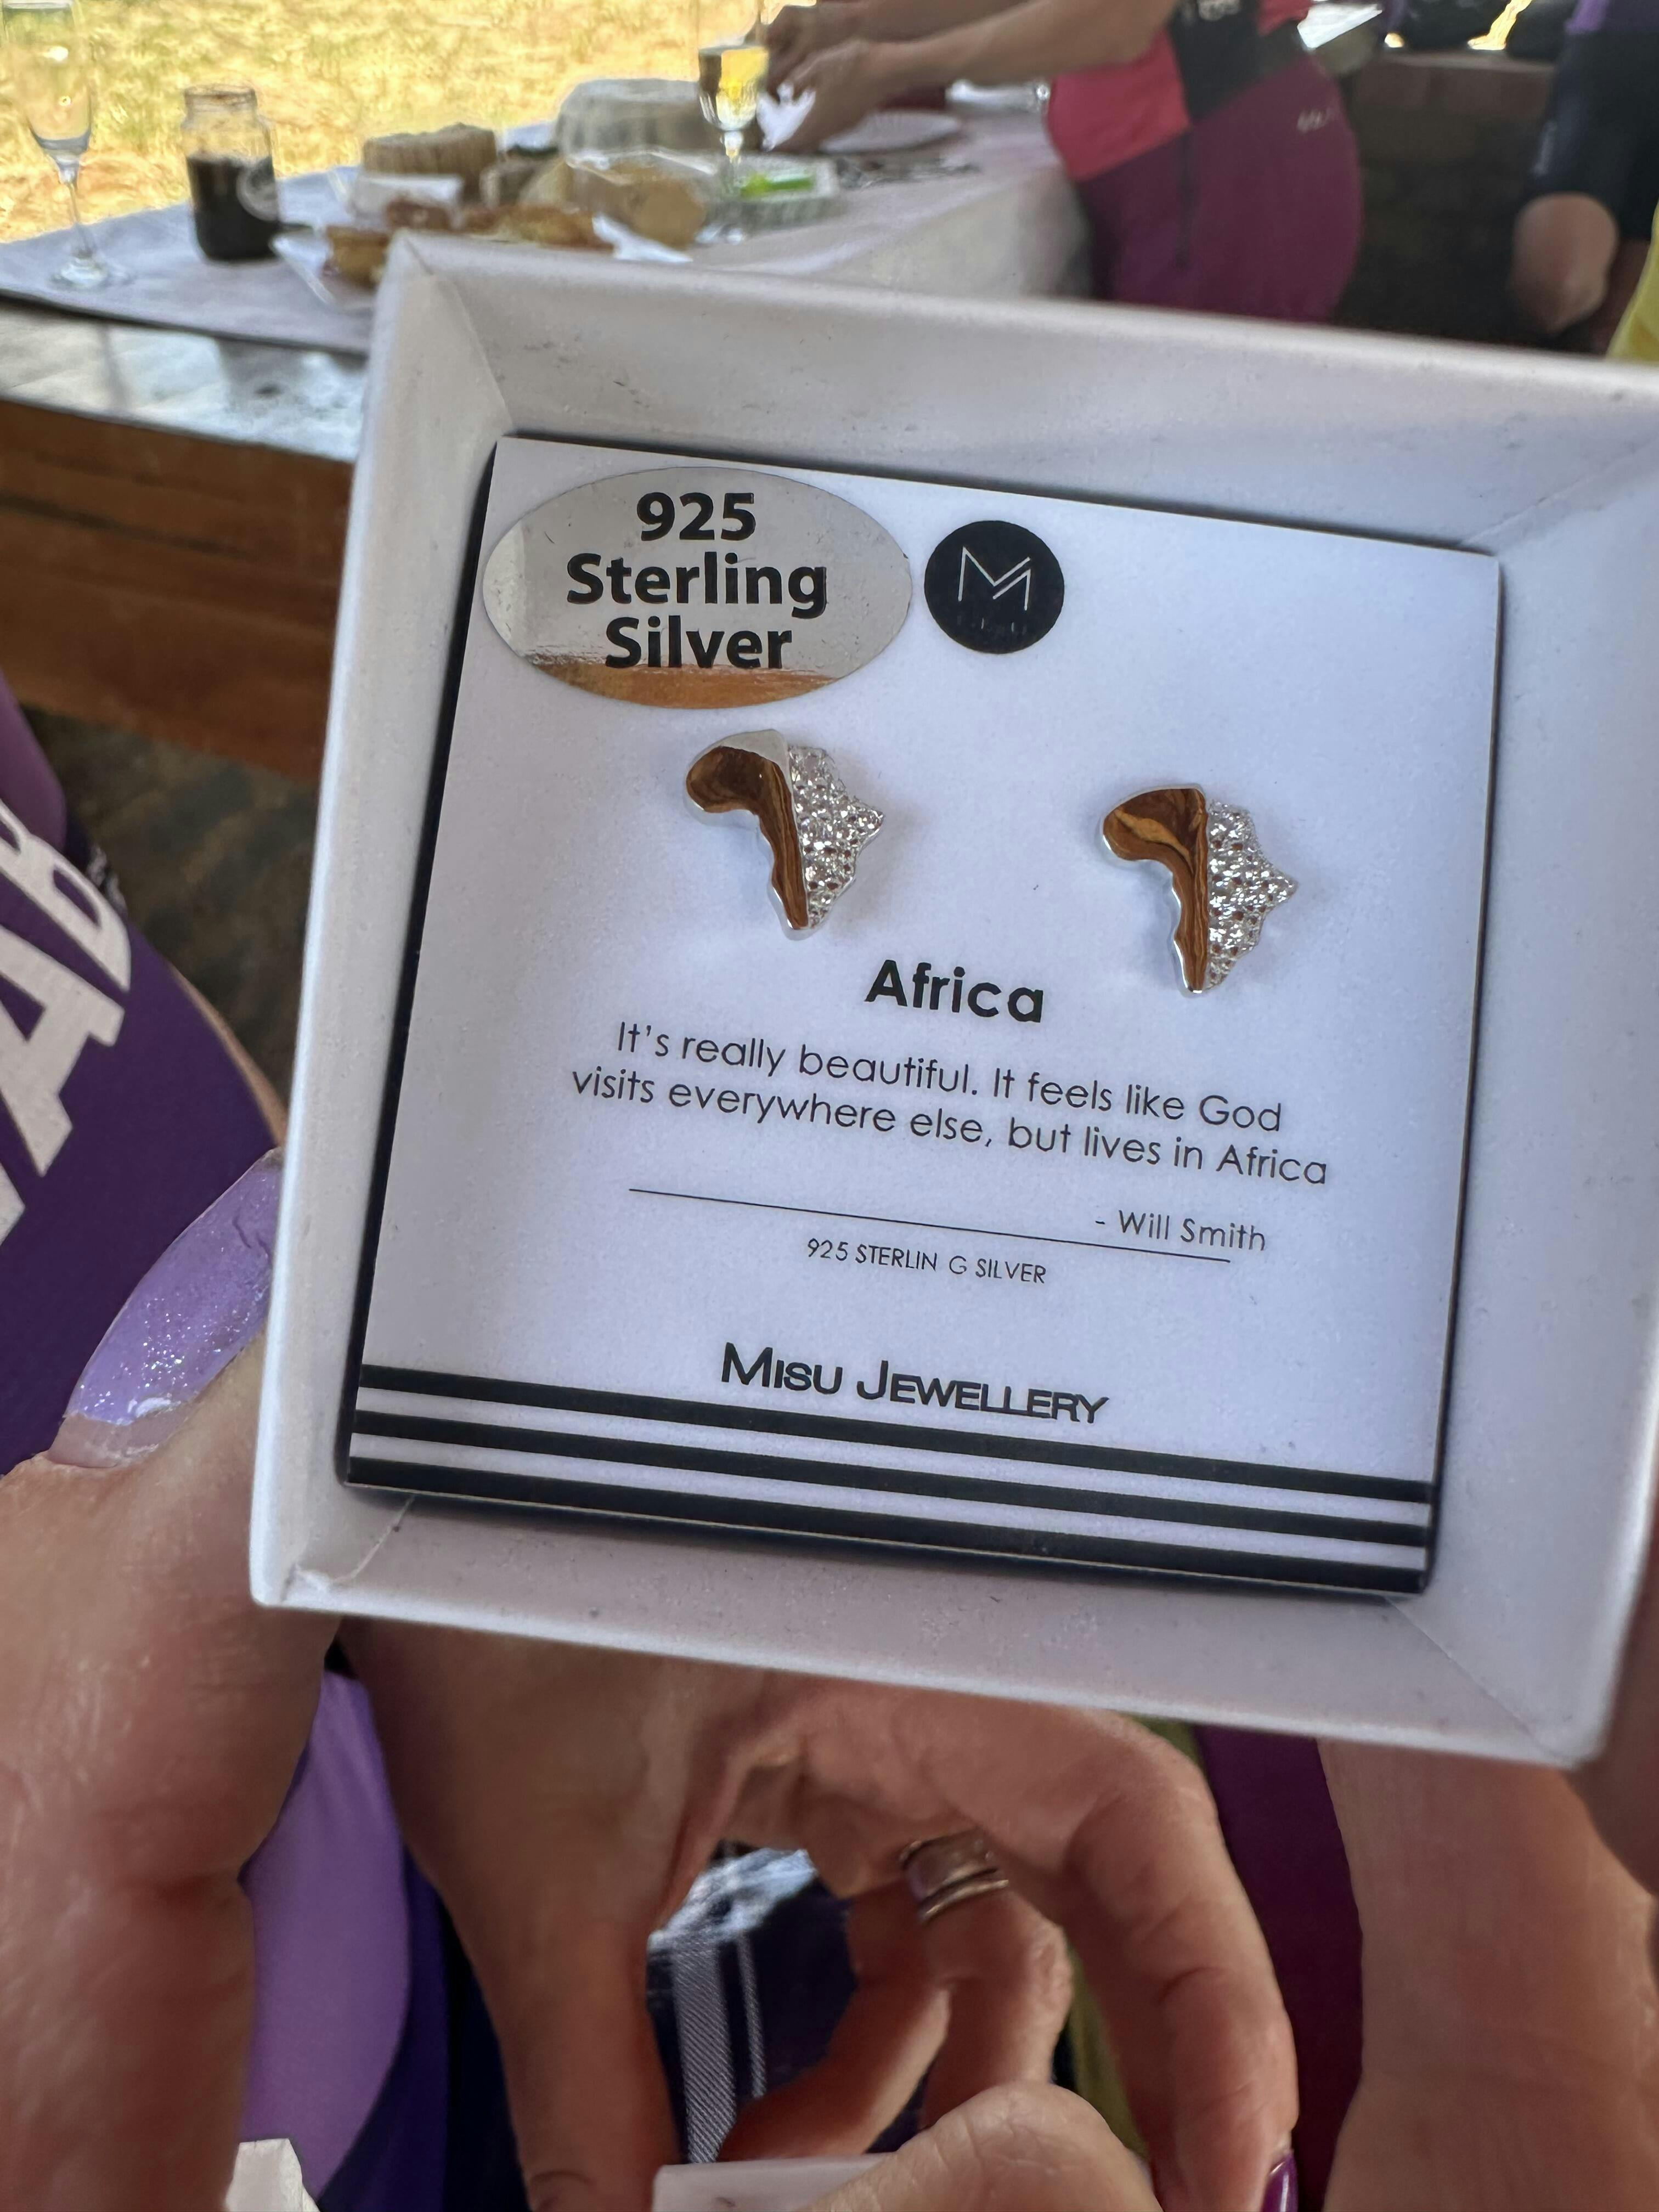 925
Sterling
Silver
M
Africa
It's really beautiful. It feels like God
visits everywhere else, but lives in Africa
- Will Smith
925 STERLIN G SILVER
MISU JEWELLERY
AB